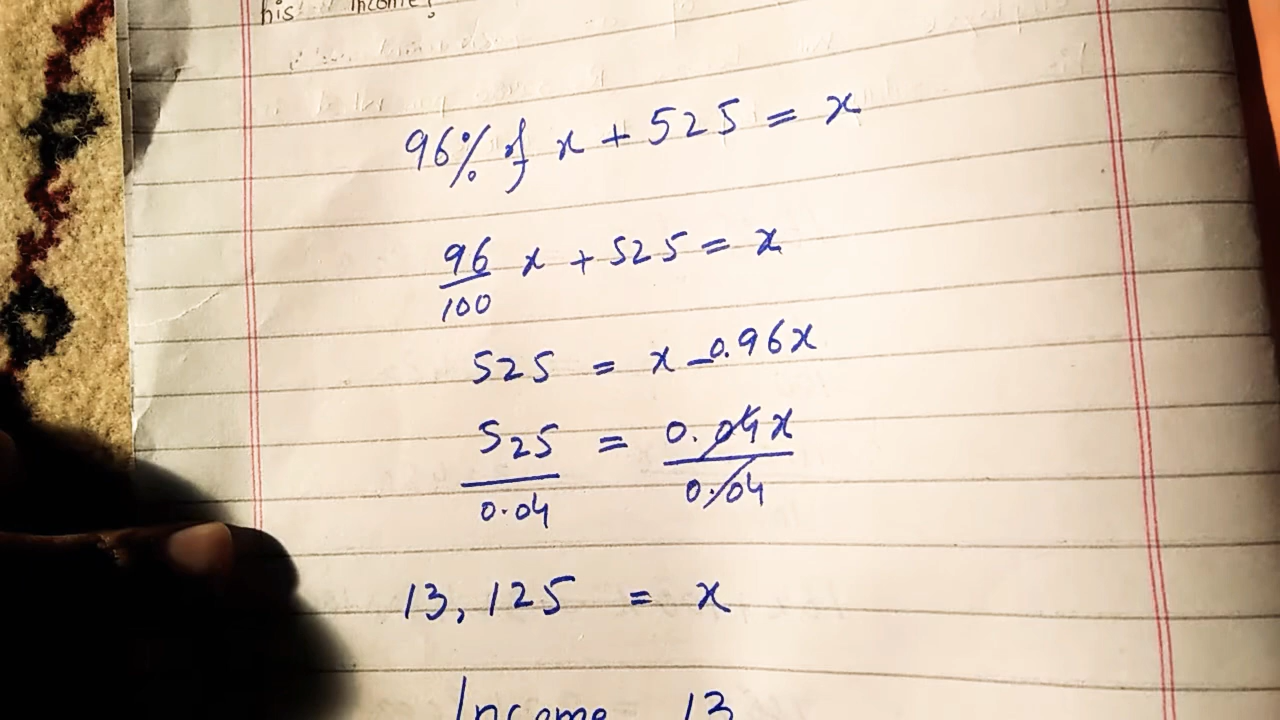 his income?
96% of x + 525 = x
96/100 x + 525 = x
525 = x - 0.96x
525/0.04 = 0.04x/0.04
13,125 = x
Income 13